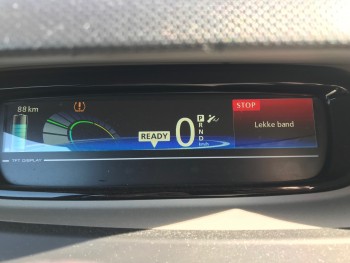 88 km
READY
0
P
R
N
D
km/h
STOP
Lekke band
TFT DISPLAY